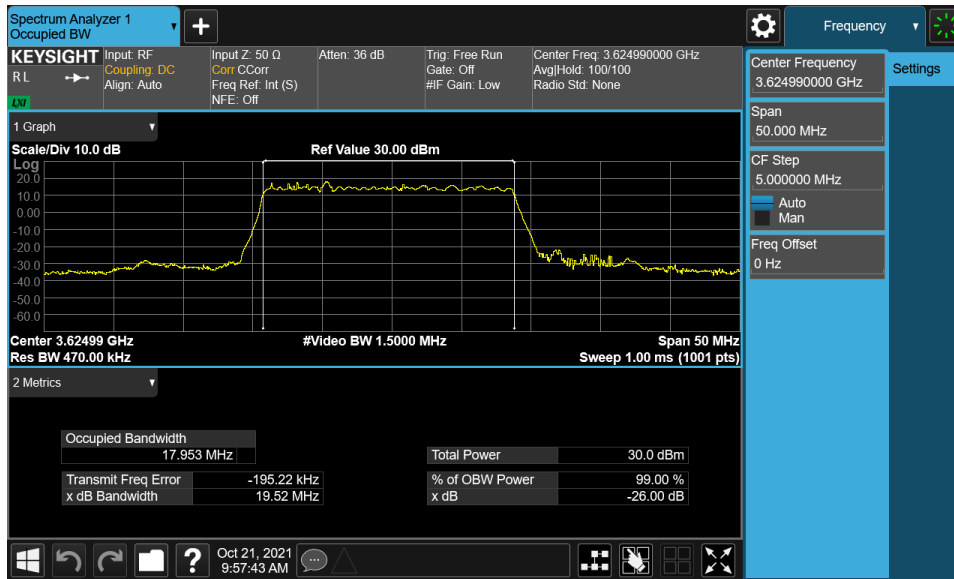 Spectrum Analyzer 1
Occupied BW
+
Frequency
KEYSIGHT
R L
LXI
Input: RF
Coupling: DC
Align: Auto
Input Z: 50 Ω
Corr CCorr
Freq Ref: Int (S)
NFE: Off
Atten: 36 dB
Trig: Free Run
Gate: Off
#IF Gain: Low
Center Freq: 3.624990000 GHz
Avg|Hold: 100/100
Radio Std: None
Center Frequency
3.624990000 GHz
Settings
Span
50.000 MHz
CF Step
5.000000 MHz
Auto
Man
Freq Offset
0 Hz
1 Graph
Scale/Div 10.0 dB
Ref Value 30.00 dBm
Log
20.0
10.0
0.00
-10.0
-20.0
-30.0
-40.0
-50.0
-60.0
Center 3.62499 GHz
#Video BW 1.5000 MHz
Span 50 MHz
Res BW 470.00 kHz
Sweep 1.00 ms (1001 pts)
2 Metrics
Occupied Bandwidth
17.953 MHz
Total Power 30.0 dBm
Transmit Freq Error -195.22 kHz
% of OBW Power 99.00 %
x dB Bandwidth 19.52 MHz
x dB -26.00 dB
?
Oct 21, 2021
9:57:43 AM